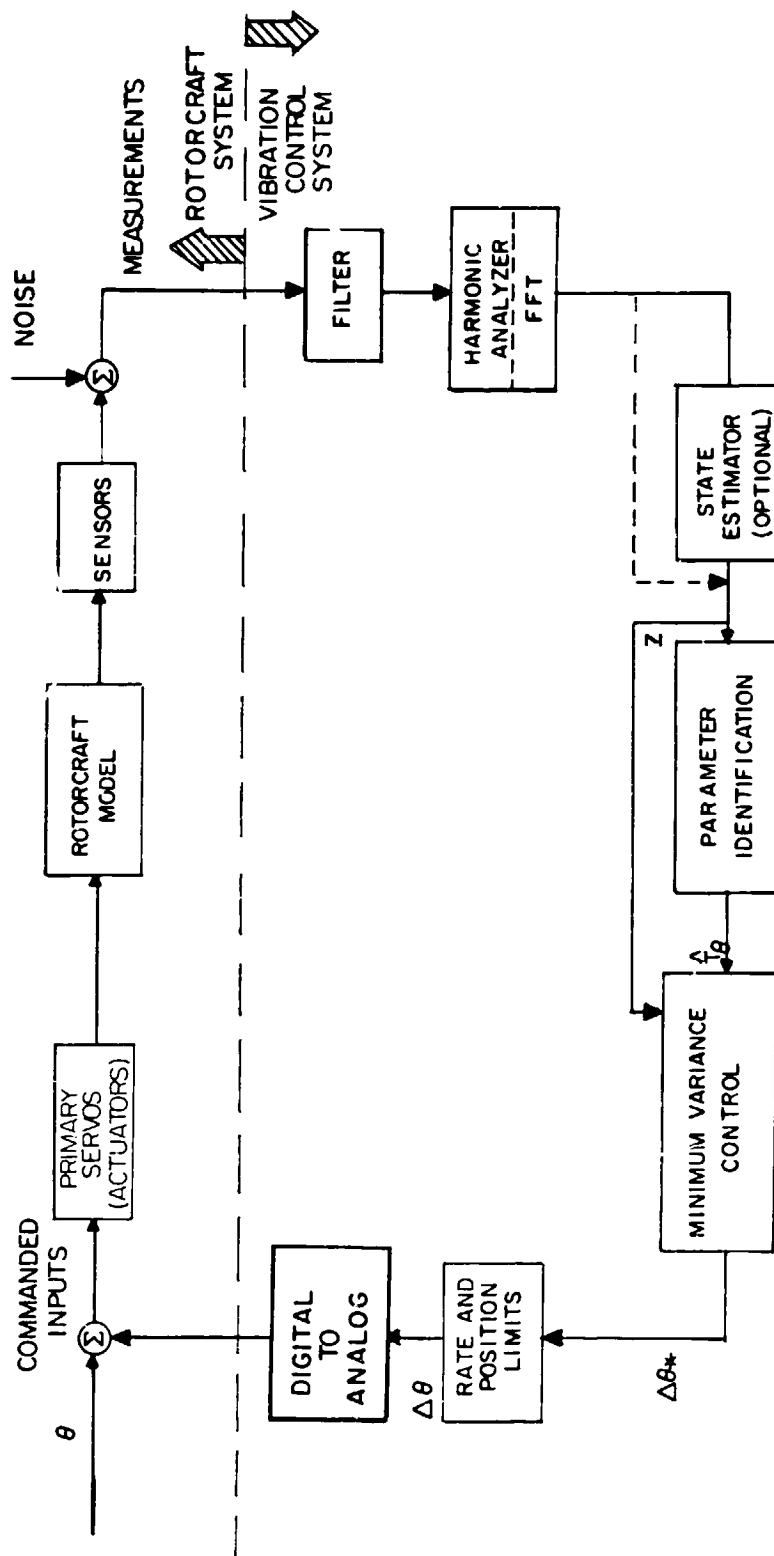 NOISE
MEASUREMENTS
COMMANDED
INPUTS
θ
Σ
PRIMARY
SERVOS
(ACTUATORS)
ROTORCRAFT
MODEL
SENSORS
Σ
ROTORCRAFT
SYSTEM
VIBRATION
CONTROL
SYSTEM
FILTER
HARMONIC
ANALYZER
FFT
STATE
ESTIMATOR
(OPTIONAL)
Z
PARAMETER
IDENTIFICATION
T̂θ
MINIMUM VARIANCE
CONTROL
Δθ*
RATE AND
POSITION
LIMITS
Δθ
DIGITAL
TO
ANALOG